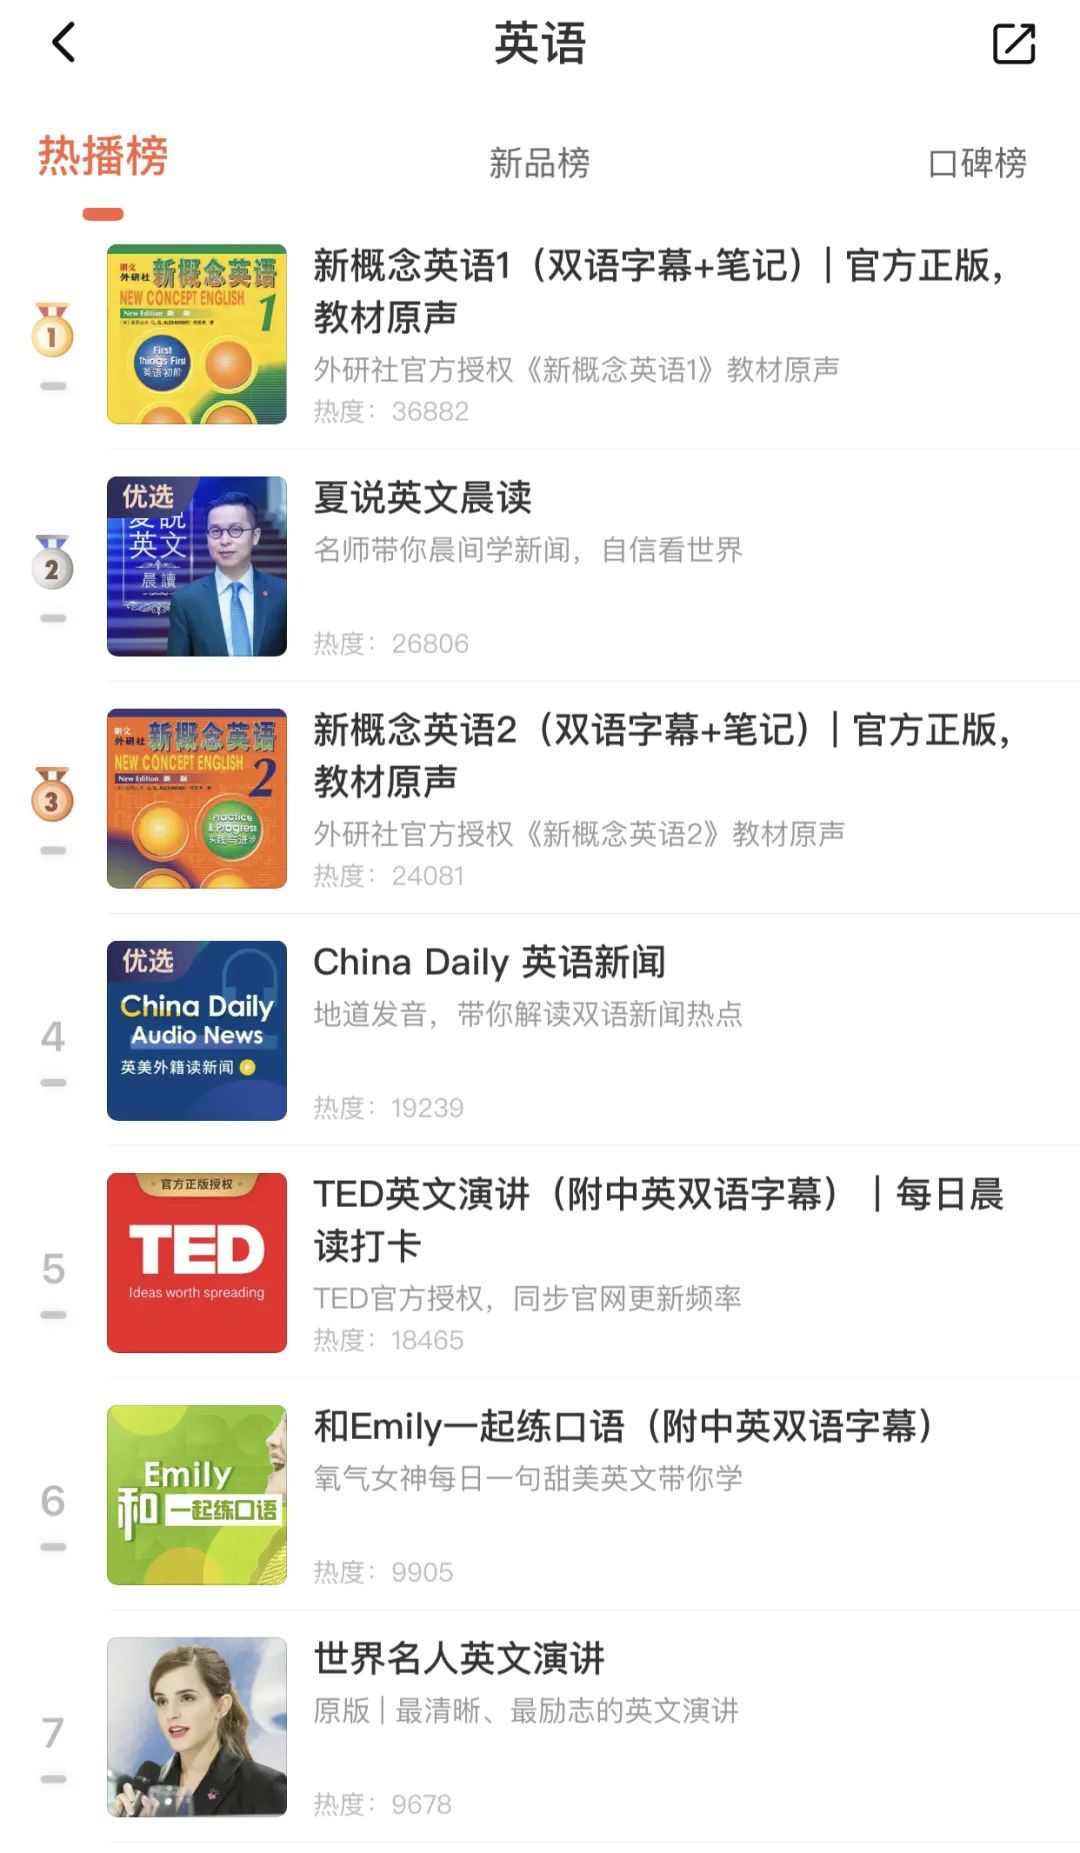 英语
热播榜
新品榜
口碑榜
1
朗文
外研社
新概念英语
NEW CONCEPT ENGLISH
New Edition 新 版
1
First
Things First
英语初阶
新概念英语1（双语字幕+笔记）| 官方正版，
教材原声
外研社官方授权《新概念英语1》教材原声
热度：36882
2
优选
夏說
英文
晨讀
夏说英文晨读
名师带你晨间学新闻，自信看世界
热度：26806
3
朗文
外研社
新概念英语
NEW CONCEPT ENGLISH
New Edition 新 版
2
Practice
& Progress
实践与进步
新概念英语2（双语字幕+笔记）| 官方正版，
教材原声
外研社官方授权《新概念英语2》教材原声
热度：24081
4
优选
China Daily
Audio News
英美外籍读新闻
China Daily 英语新闻
地道发音，带你解读双语新闻热点
热度：19239
5
官方正版授权
TED
Ideas worth spreading
TED英文演讲（附中英双语字幕）｜每日晨
读打卡
TED官方授权，同步官网更新频率
热度：18465
6
Emily
和一起练口语
和Emily一起练口语（附中英双语字幕）
氧气女神每日一句甜美英文带你学
热度：9905
7
世界名人英文演讲
原版 | 最清晰、最励志的英文演讲
热度：9678